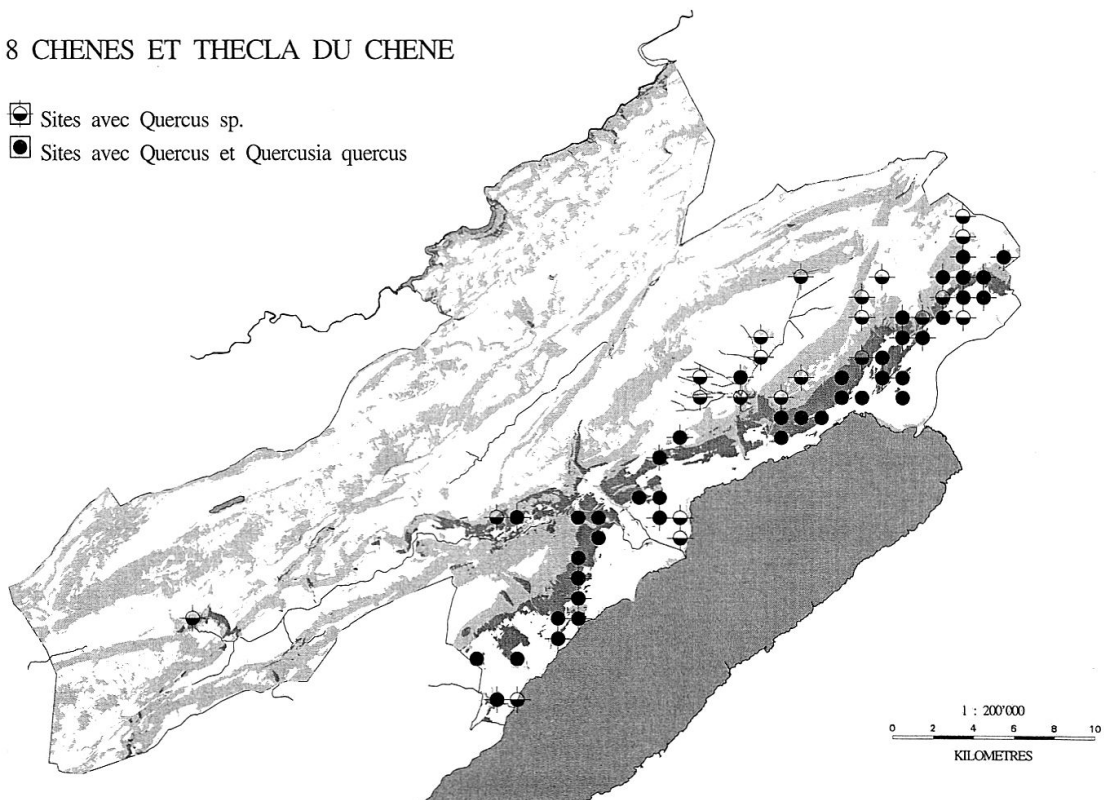 8 CHENES ET THECLA DU CHENE
Sites avec Quercus sp.
Sites avec Quercus et Quercusia quercus
1 : 200'000
0 2 4 6 8 10
KILOMETRES